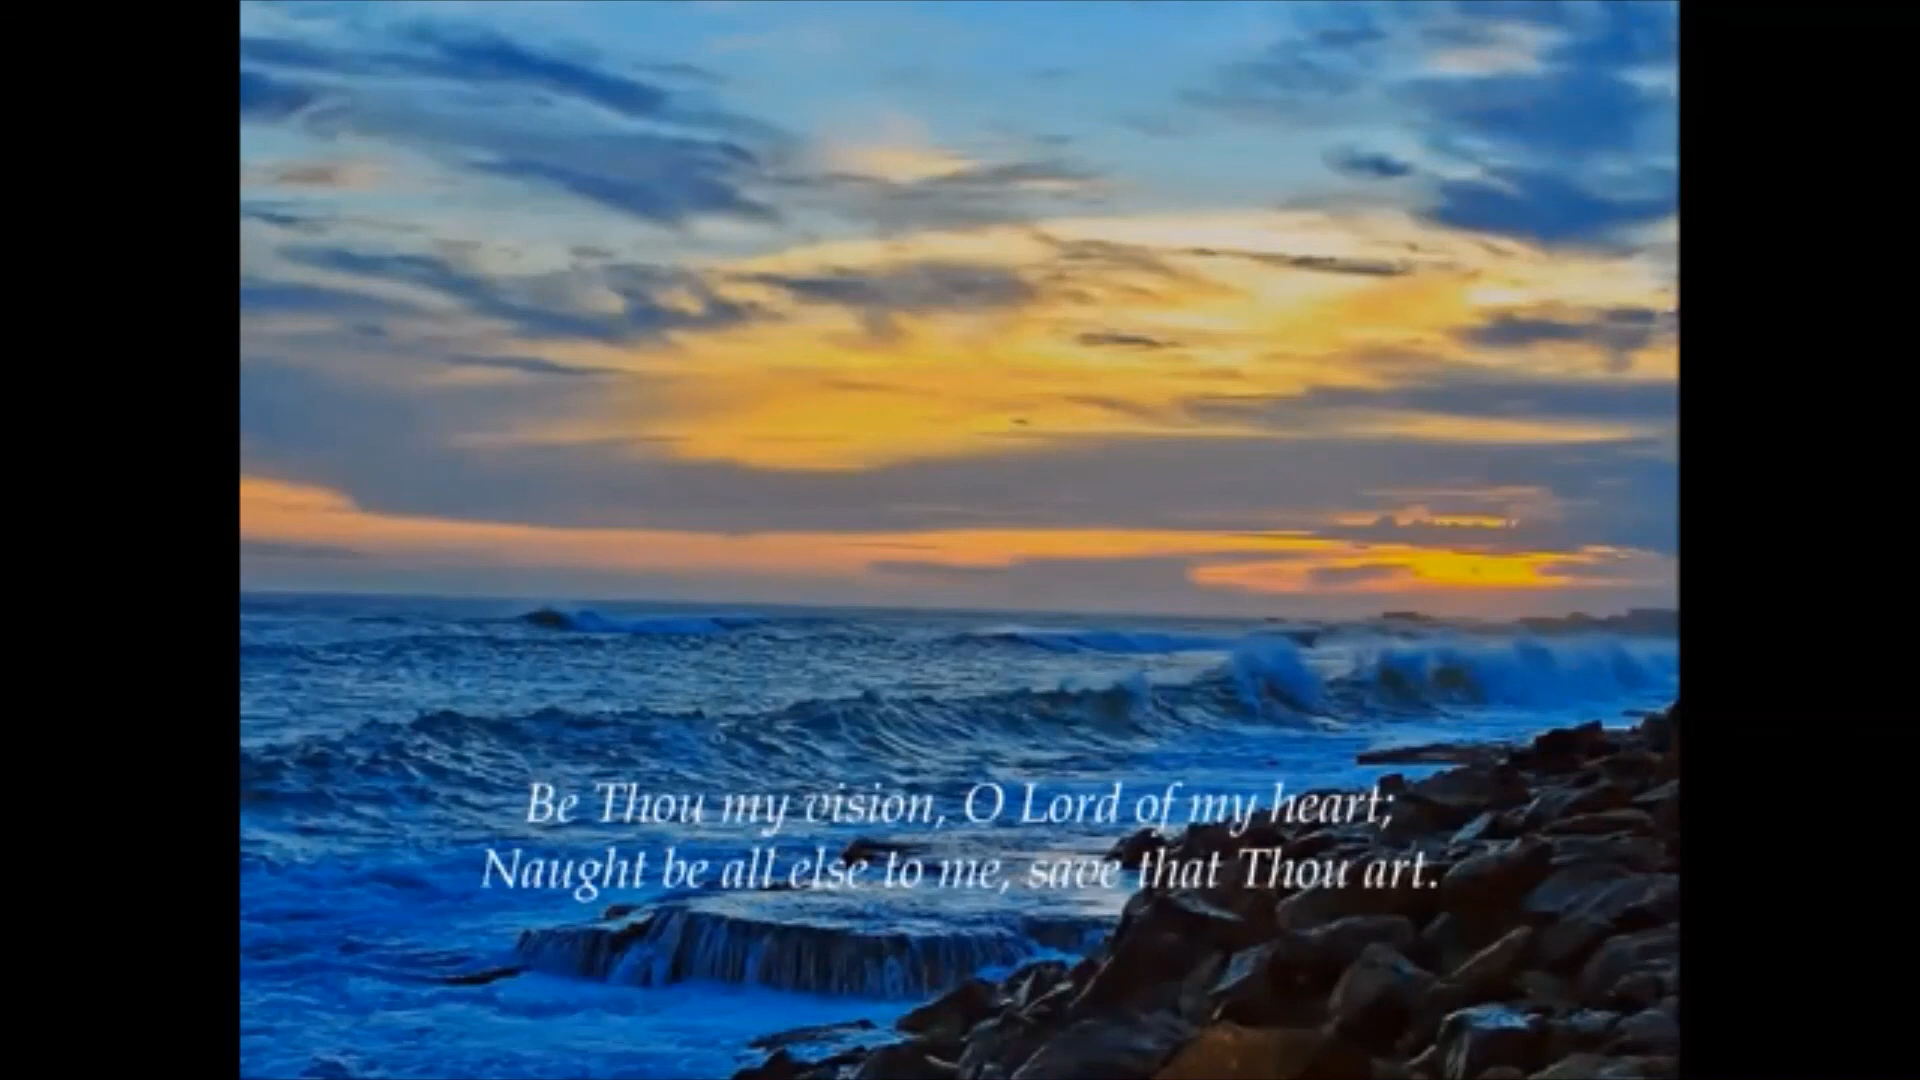 Be Thou my vision, O Lord of my heart;
Naught be all else to me, save that Thou art.